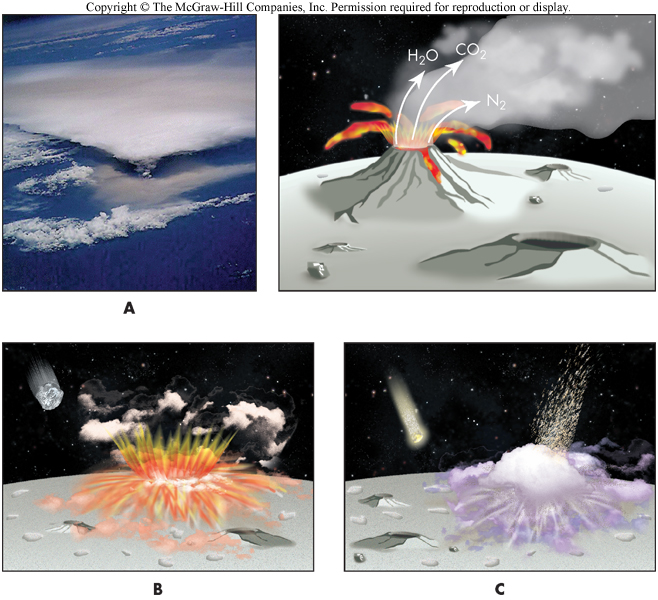 Copyright © The McGraw-Hill Companies, Inc. Permission required for reproduction or display.
H₂O
CO₂
N₂
A
B
C